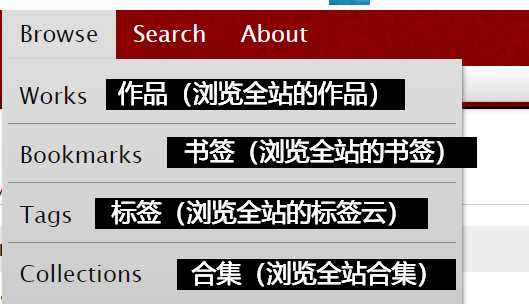 Browse Search About
Works 作品（浏览全站的作品）
Bookmarks 书签（浏览全站的书签）
Tags 标签（浏览全站的标签云）
Collections 合集（浏览全站合集）